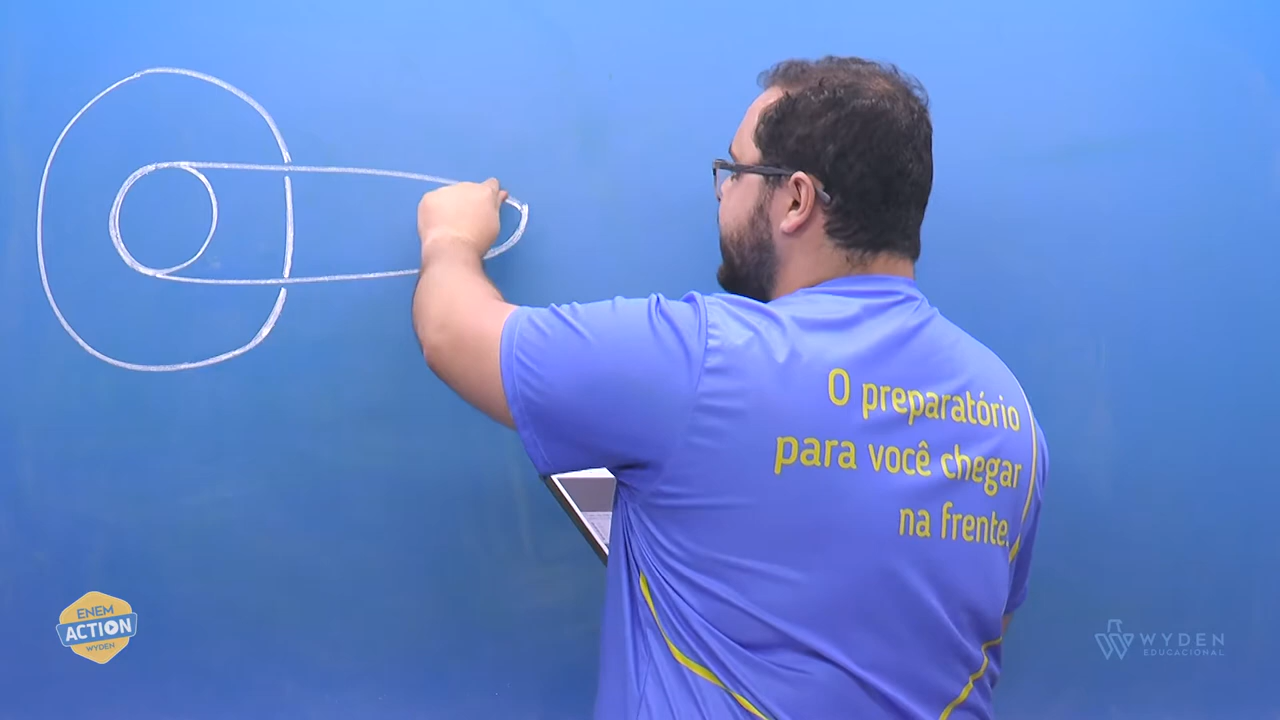 O preparatório
para você chegar
na frente.
ENEM
ACTION
WYDEN
WYDEN
EDUCACIONAL